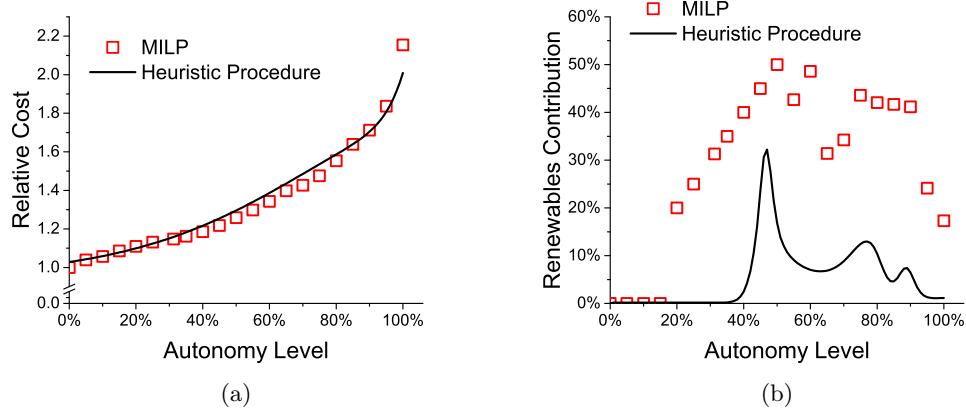 2.2
2.0
1.8
1.6
1.4
1.2
1.0
0.0
Relative Cost
MILP
Heuristic Procedure
0% 20% 40% 60% 80% 100%
Autonomy Level
(a)
60%
50%
40%
30%
20%
10%
0%
Renewables Contribution
MILP
Heuristic Procedure
0% 20% 40% 60% 80% 100%
Autonomy Level
(b)